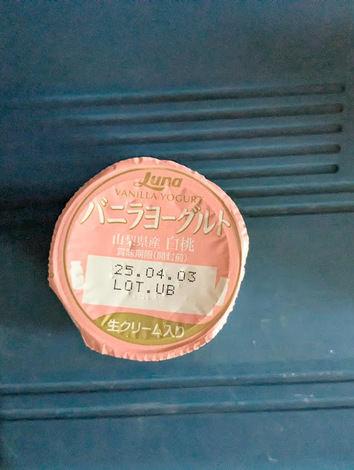 Luna
VANILLA YOGURT
バニラヨーグルト
山梨県産 白桃
賞味期限(開封前)
25.04.03
LOT.UB
生クリーム入り